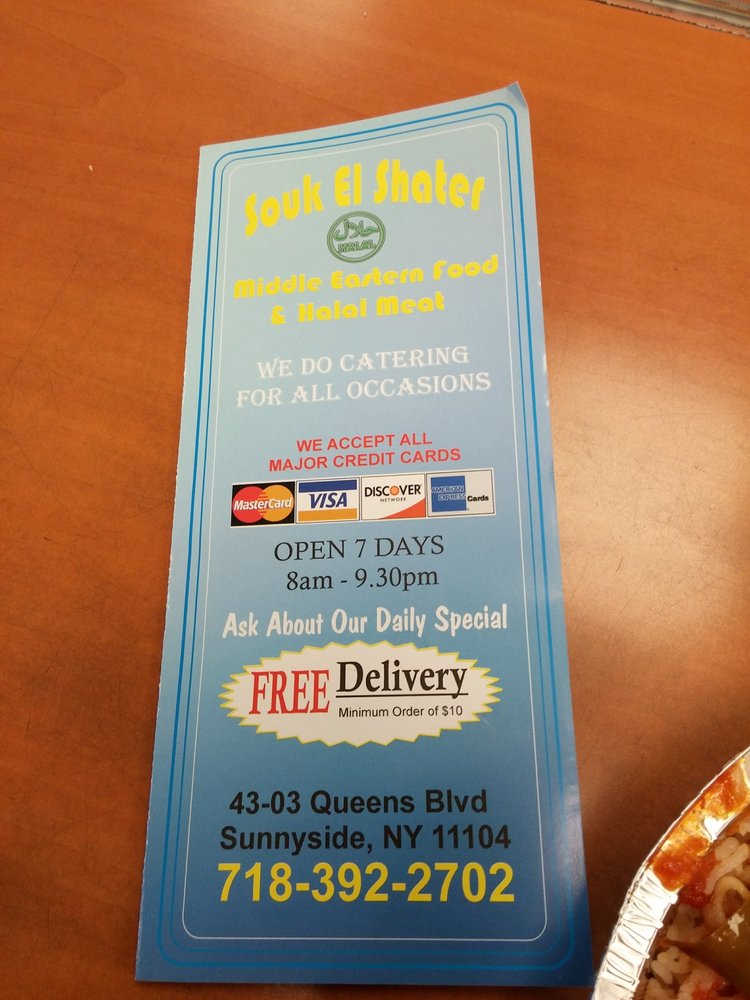 Souk El Shater
حلال
HALAL
Middle Eastern Food
& Halal Meat
WE DO CATERING
FOR ALL OCCASIONS
WE ACCEPT ALL
MAJOR CREDIT CARDS
MasterCard VISA DISCOVER NETWORK AMERICAN EXPRESS Cards
OPEN 7 DAYS
8am - 9.30pm
Ask About Our Daily Special
FREE Delivery
Minimum Order of $10
43-03 Queens Blvd
Sunnyside, NY 11104
718-392-2702